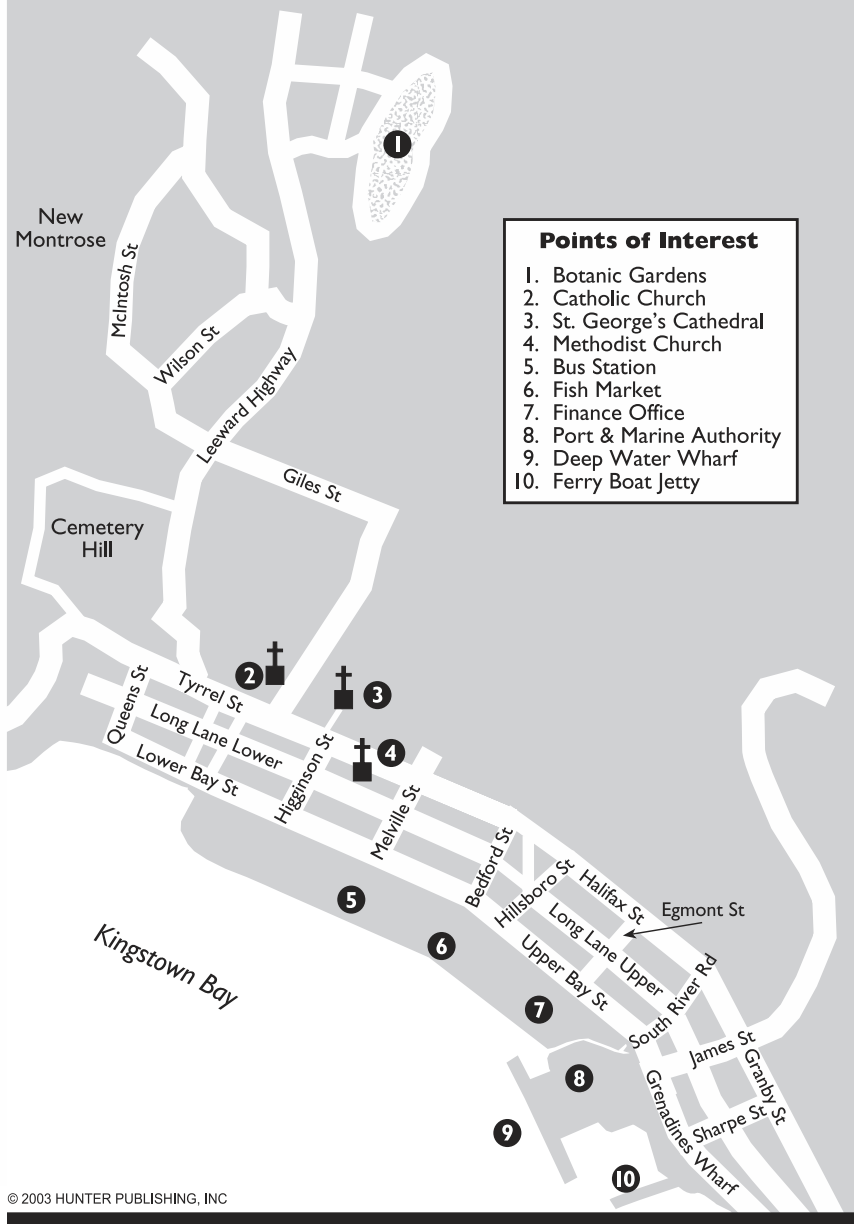 1
New
Montrose
McIntosh St
Wilson St
Leeward Highway
Points of Interest
1. Botanic Gardens
2. Catholic Church
3. St. George's Cathedral
4. Methodist Church
5. Bus Station
6. Fish Market
7. Finance Office
8. Port & Marine Authority
9. Deep Water Wharf
10. Ferry Boat Jetty
Giles St
Cemetery
Hill
2
3
4
Queens St
Tyrrel St
Long Lane Lower
Lower Bay St
Higginson St
Melville St
Bedford St
Hillsboro St
Halifax St
Egmont St
Long Lane Upper
Upper Bay St
5
6
7
Kingstown Bay
South River Rd
James St
Granby St
Grenadines Wharf
Sharpe St
8
9
10
© 2003 HUNTER PUBLISHING, INC